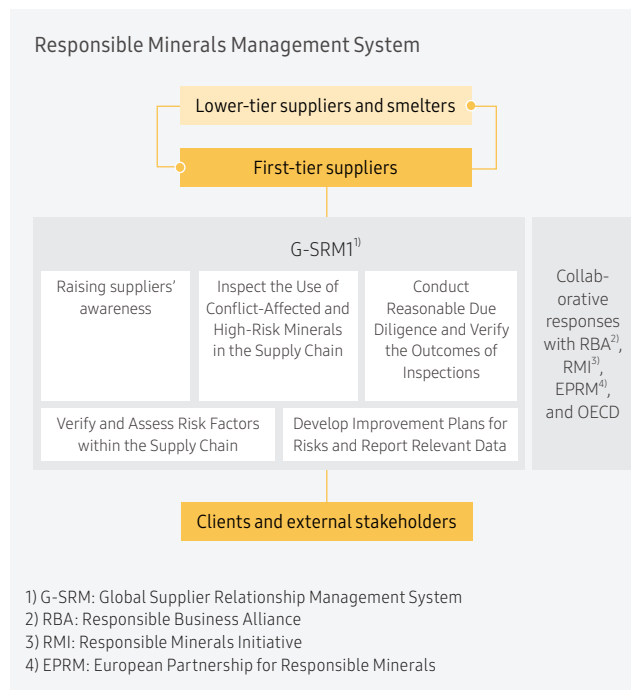 Responsible Minerals Management System
Lower-tier suppliers and smelters
First-tier suppliers
G-SRM1¹⁾
Raising suppliers’
awareness
Inspect the Use of
Conflict-Affected and
High-Risk Minerals
in the Supply Chain
Conduct
Reasonable Due
Diligence and Verify
the Outcomes of
Inspections
Verify and Assess Risk Factors
within the Supply Chain
Develop Improvement Plans for
Risks and Report Relevant Data
Collab-
orative
responses
with RBA²⁾,
RMI³⁾,
EPRM⁴⁾,
and OECD
Clients and external stakeholders
1) G-SRM: Global Supplier Relationship Management System
2) RBA: Responsible Business Alliance
3) RMI: Responsible Minerals Initiative
4) EPRM: European Partnership for Responsible Minerals